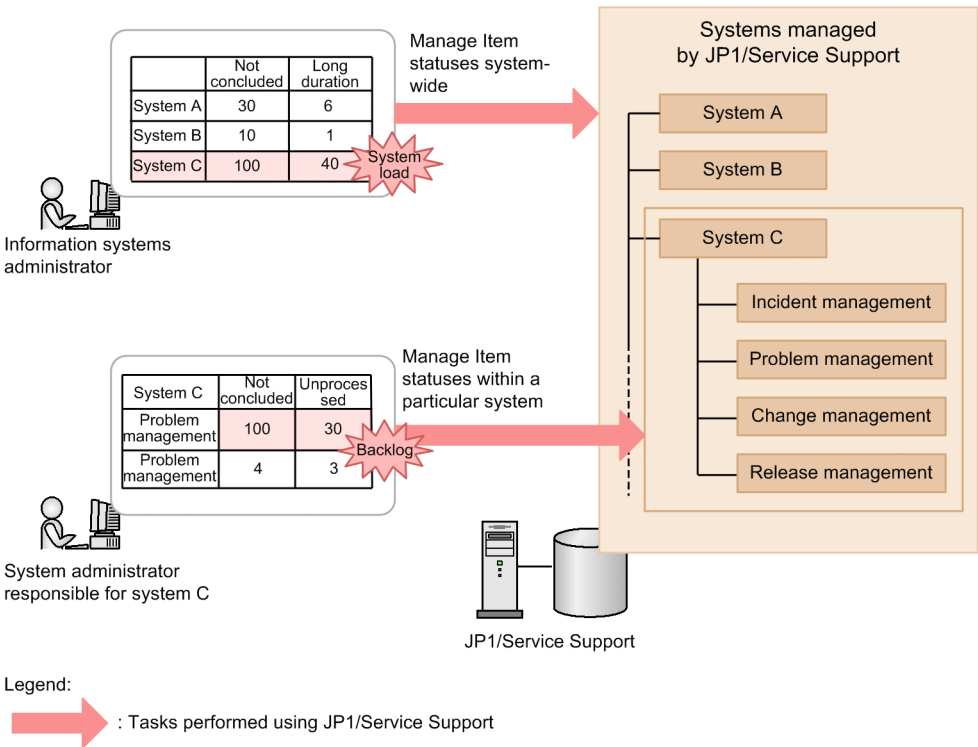 Not concluded
Long duration
System A 30 6
System B 10 1
System C 100 40
System load
Information systems
administrator
Manage Item
statuses system-
wide
Systems managed
by JP1/Service Support
System A
System B
System C
Incident management
Problem management
Change management
Release management
System C
Not concluded
Unproces sed
Problem management 100 30
Problem management 4 3
Backlog
Manage Item
statuses within a
particular system
System administrator
responsible for system C
JP1/Service Support
Legend:
: Tasks performed using JP1/Service Support